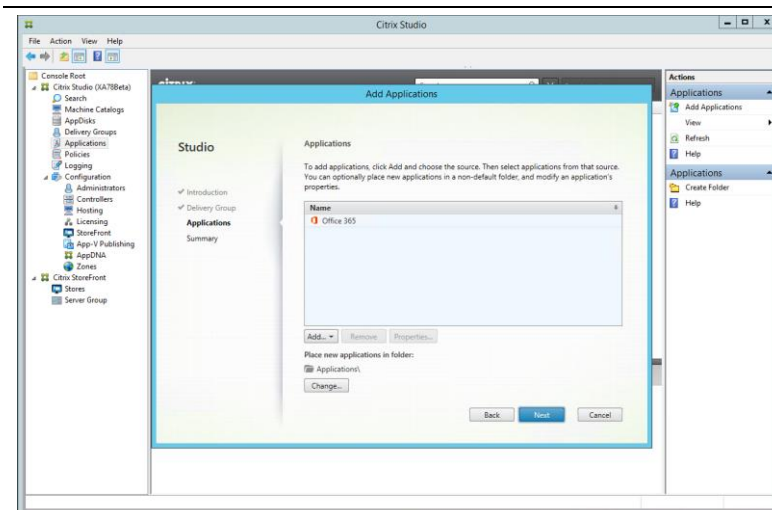 Citrix Studio
File Action View Help
Console Root
Citrix Studio (XA78Beta)
Search
Machine Catalogs
AppDisks
Delivery Groups
Applications
Policies
Logging
Configuration
Administrators
Controllers
Hosting
Licensing
StoreFront
App-V Publishing
AppDNA
Zones
Citrix StoreFront
Stores
Server Group
Add Applications
Studio
Introduction
Delivery Group
Applications
Summary
Applications
To add applications, click Add and choose the source. Then select applications from that source.
You can optionally place new applications in a non-default folder, and modify an application's
properties.
Name
Office 365
Add... Remove Properties...
Place new applications in folder:
Applications\
Change...
Back Next Cancel
Actions
Applications
Add Applications
View
Refresh
Help
Applications
Create Folder
Help